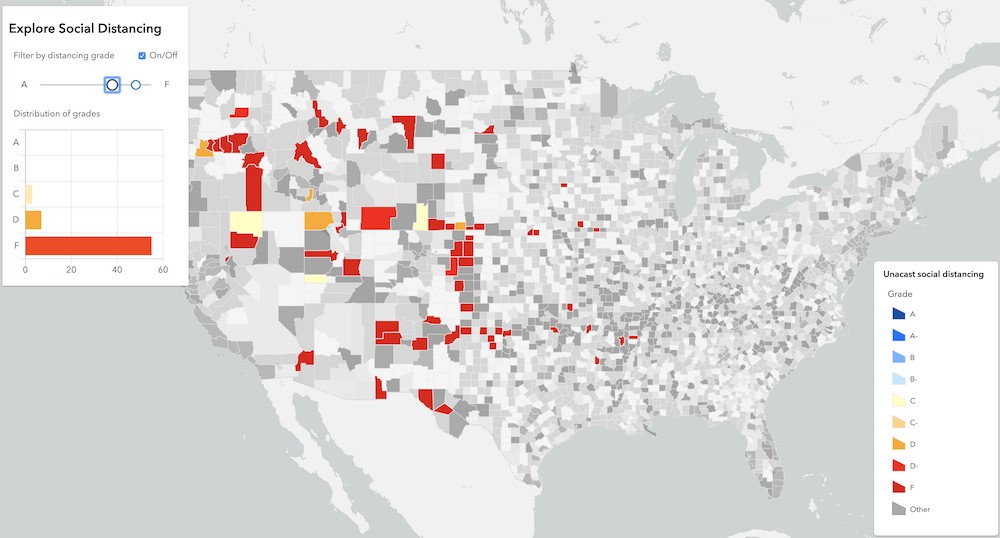 Explore Social Distancing
Filter by distancing grade On/Off
A F
Distribution of grades
A
B
C
D
F
0 20 40 60
Unacast social distancing
Grade
A
A-
B
B-
C
C-
D
D-
F
Other